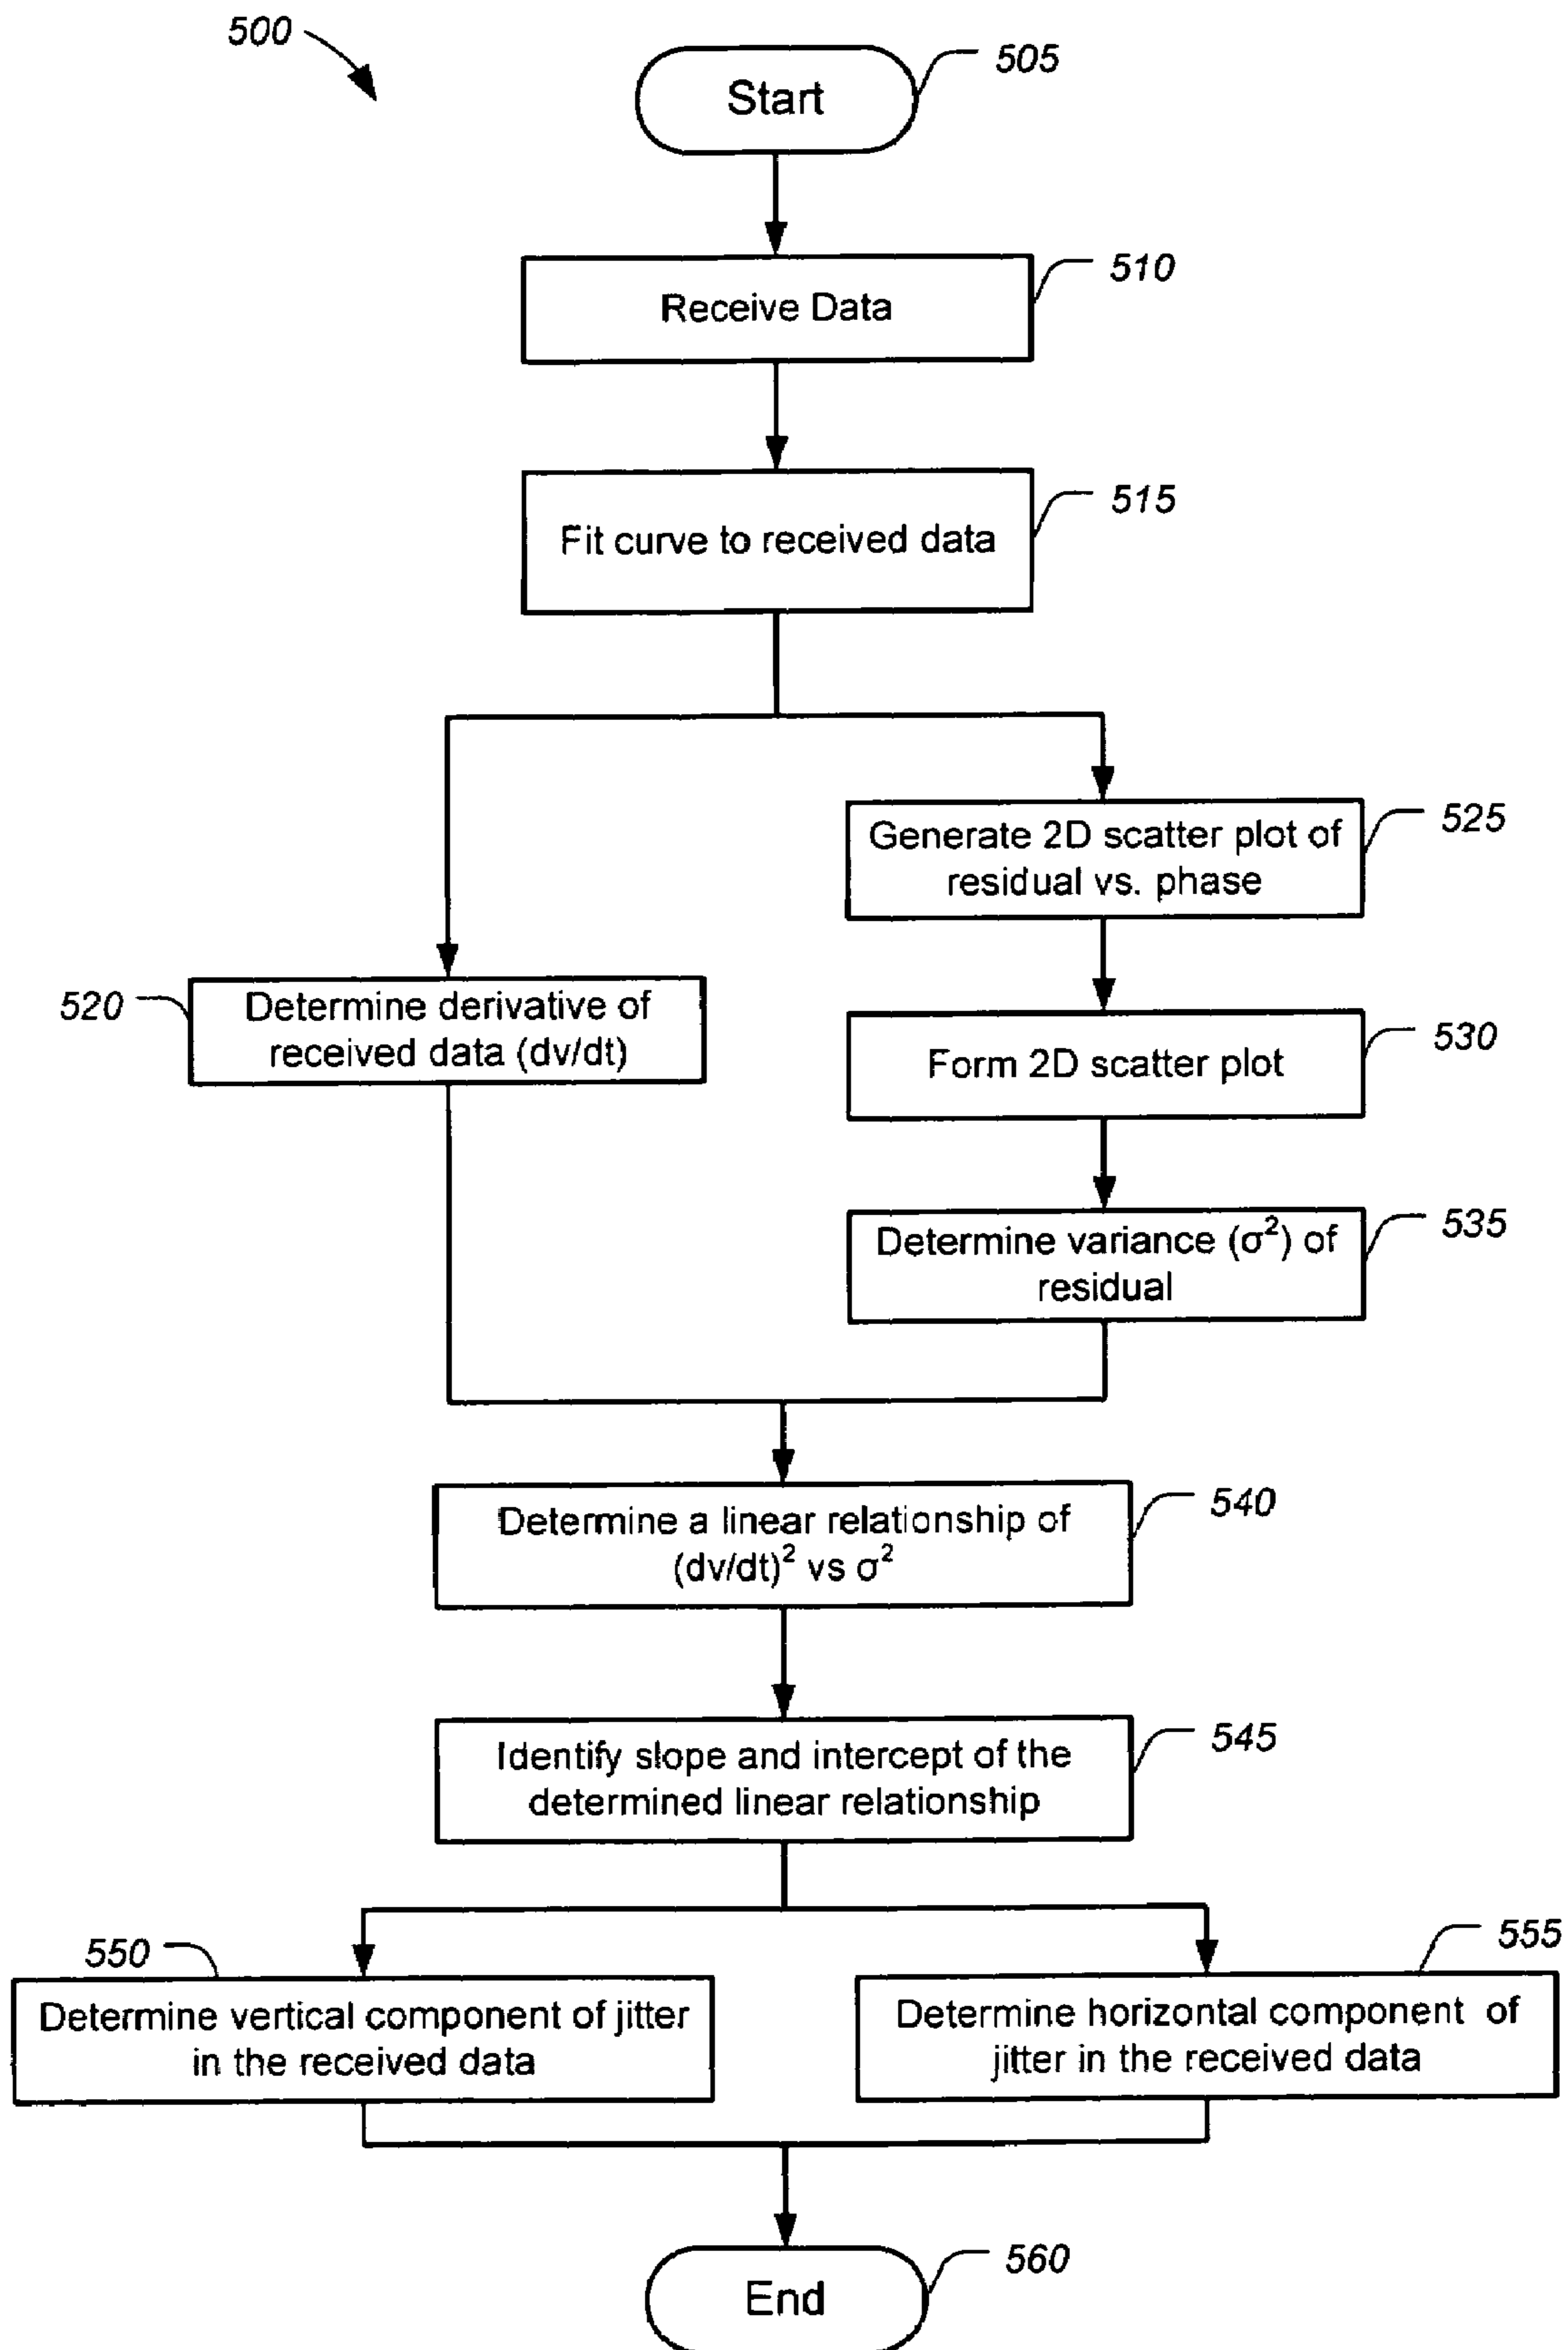 500
Start
505
Receive Data
510
Fit curve to received data
515
Generate 2D scatter plot of
residual vs. phase
525
520
Determine derivative of
received data (dv/dt)
Form 2D scatter plot
530
Determine variance (σ²) of
residual
535
Determine a linear relationship of
(dv/dt)² vs σ²
540
Identify slope and intercept of the
determined linear relationship
545
550
Determine vertical component of jitter
in the received data
555
Determine horizontal component of
jitter in the received data
End
560